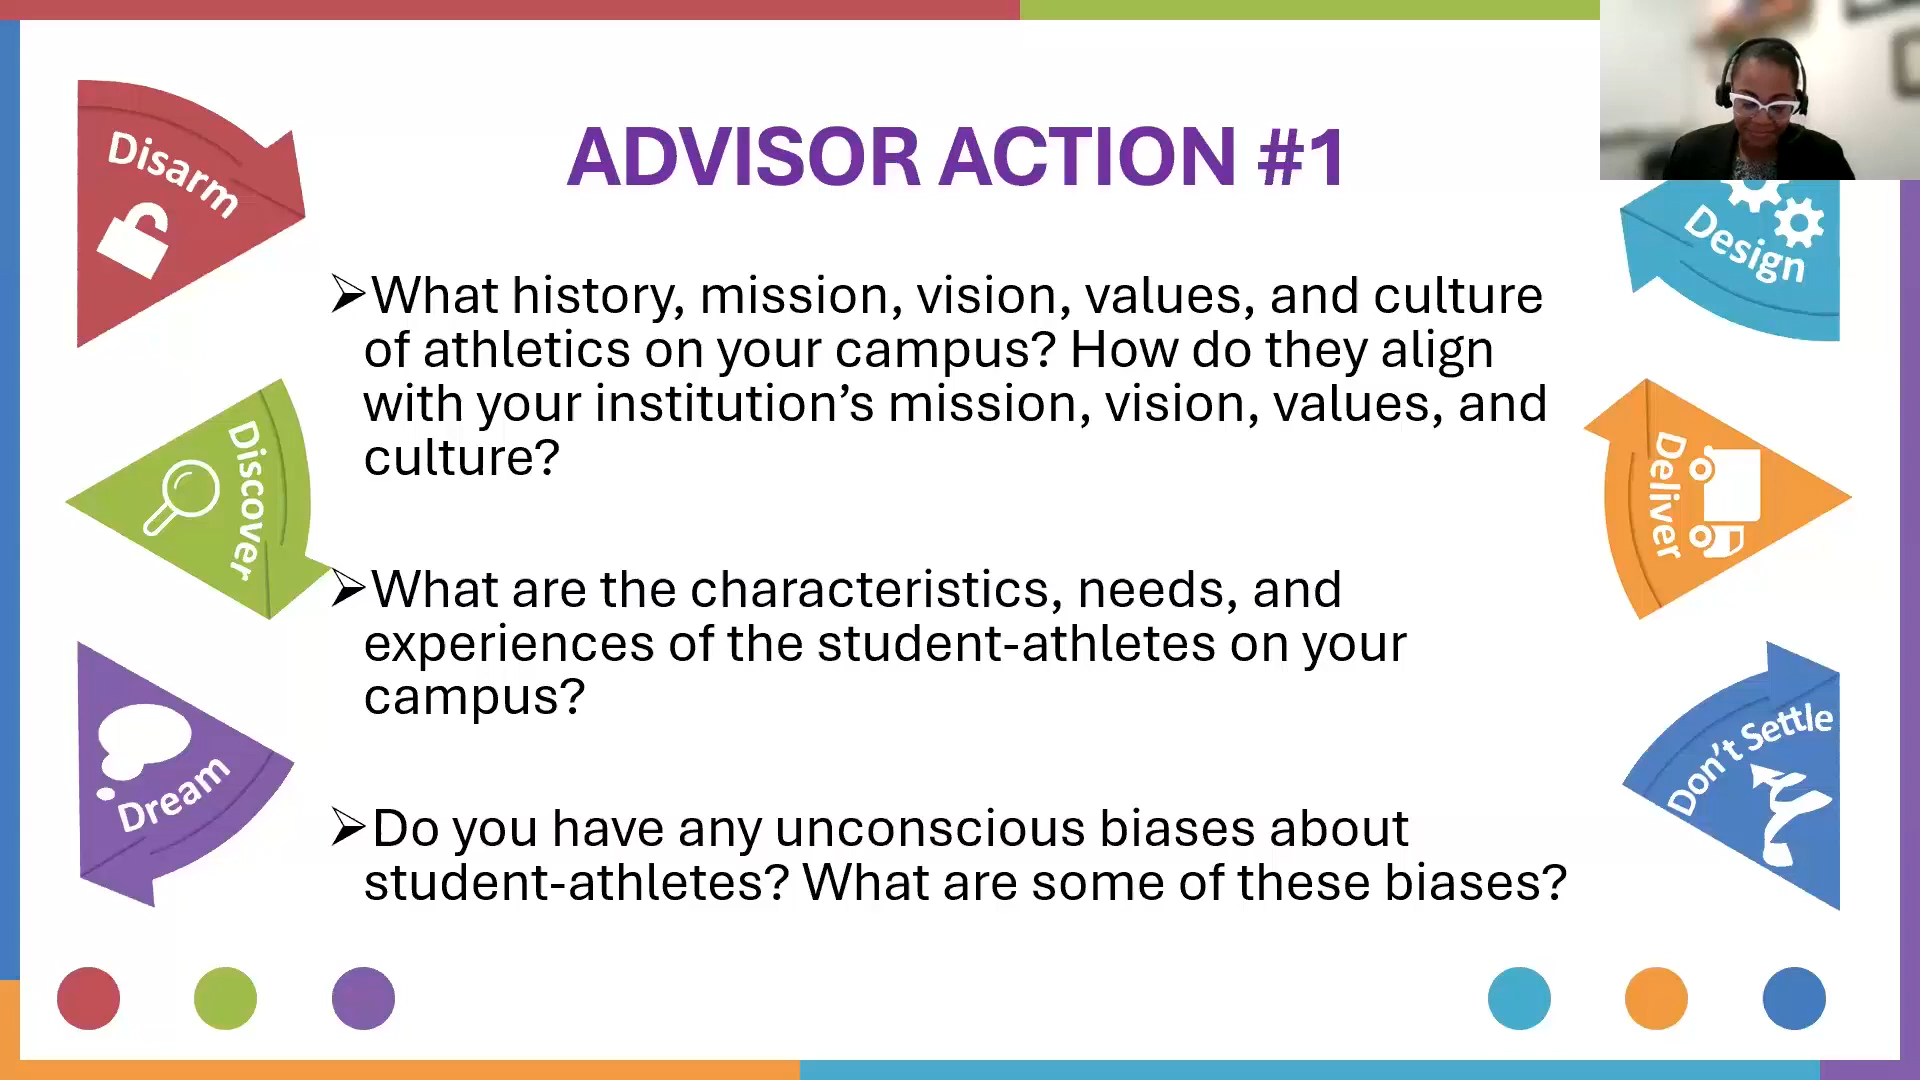 ADVISOR ACTION #1
Disarm
Design
➢What history, mission, vision, values, and culture
of athletics on your campus? How do they align
with your institution’s mission, vision, values, and
culture?
Discover
Deliver
➢What are the characteristics, needs, and
experiences of the student-athletes on your
campus?
Dream
Don’t Settle
➢Do you have any unconscious biases about
student-athletes? What are some of these biases?